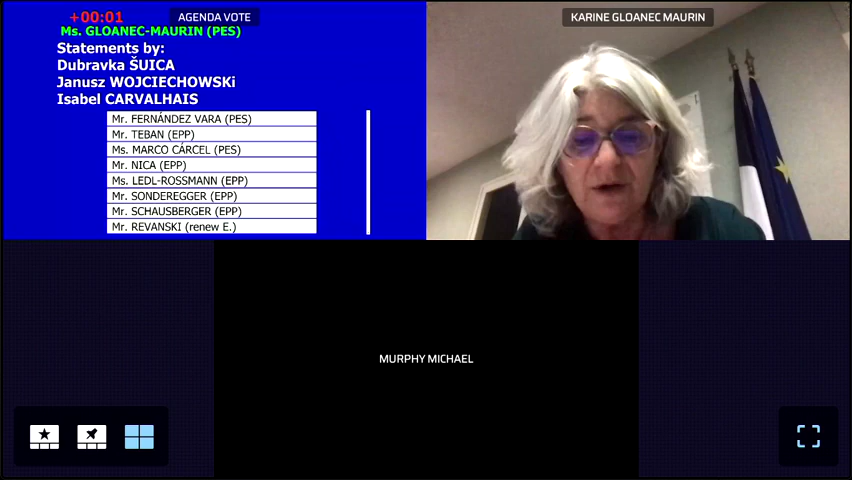 +00:01
AGENDA VOTE
Ms. GLOANEC-MAURIN (PES)
Statements by:
Dubravka ŠUICA
Janusz WOJCIECHOWSKi
Isabel CARVALHAIS
Mr. FERNÁNDEZ VARA (PES)
Mr. TEBAN (EPP)
Ms. MARCO CÁRCEL (PES)
Mr. NICA (EPP)
Ms. LEDL-ROSSMANN (EPP)
Mr. SONDEREGGER (EPP)
Mr. SCHAUSBERGER (EPP)
Mr. REVANSKI (renew E.)
KARINE GLOANEC MAURIN
MURPHY MICHAEL